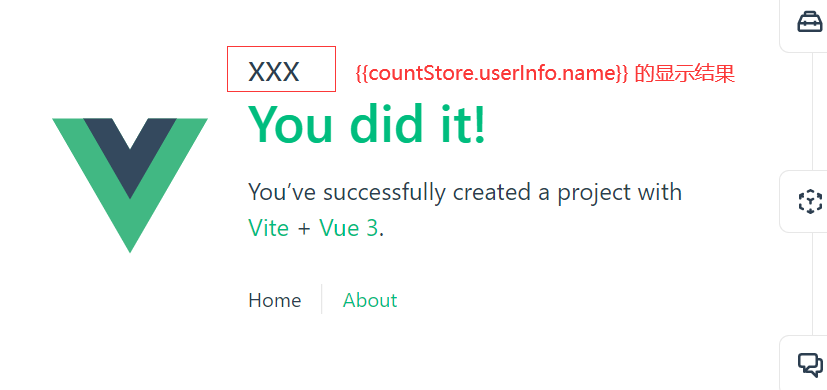 XXX
{{countStore.userInfo.name}} 的显示结果
You did it!
You’ve successfully created a project with
Vite + Vue 3.
Home
About